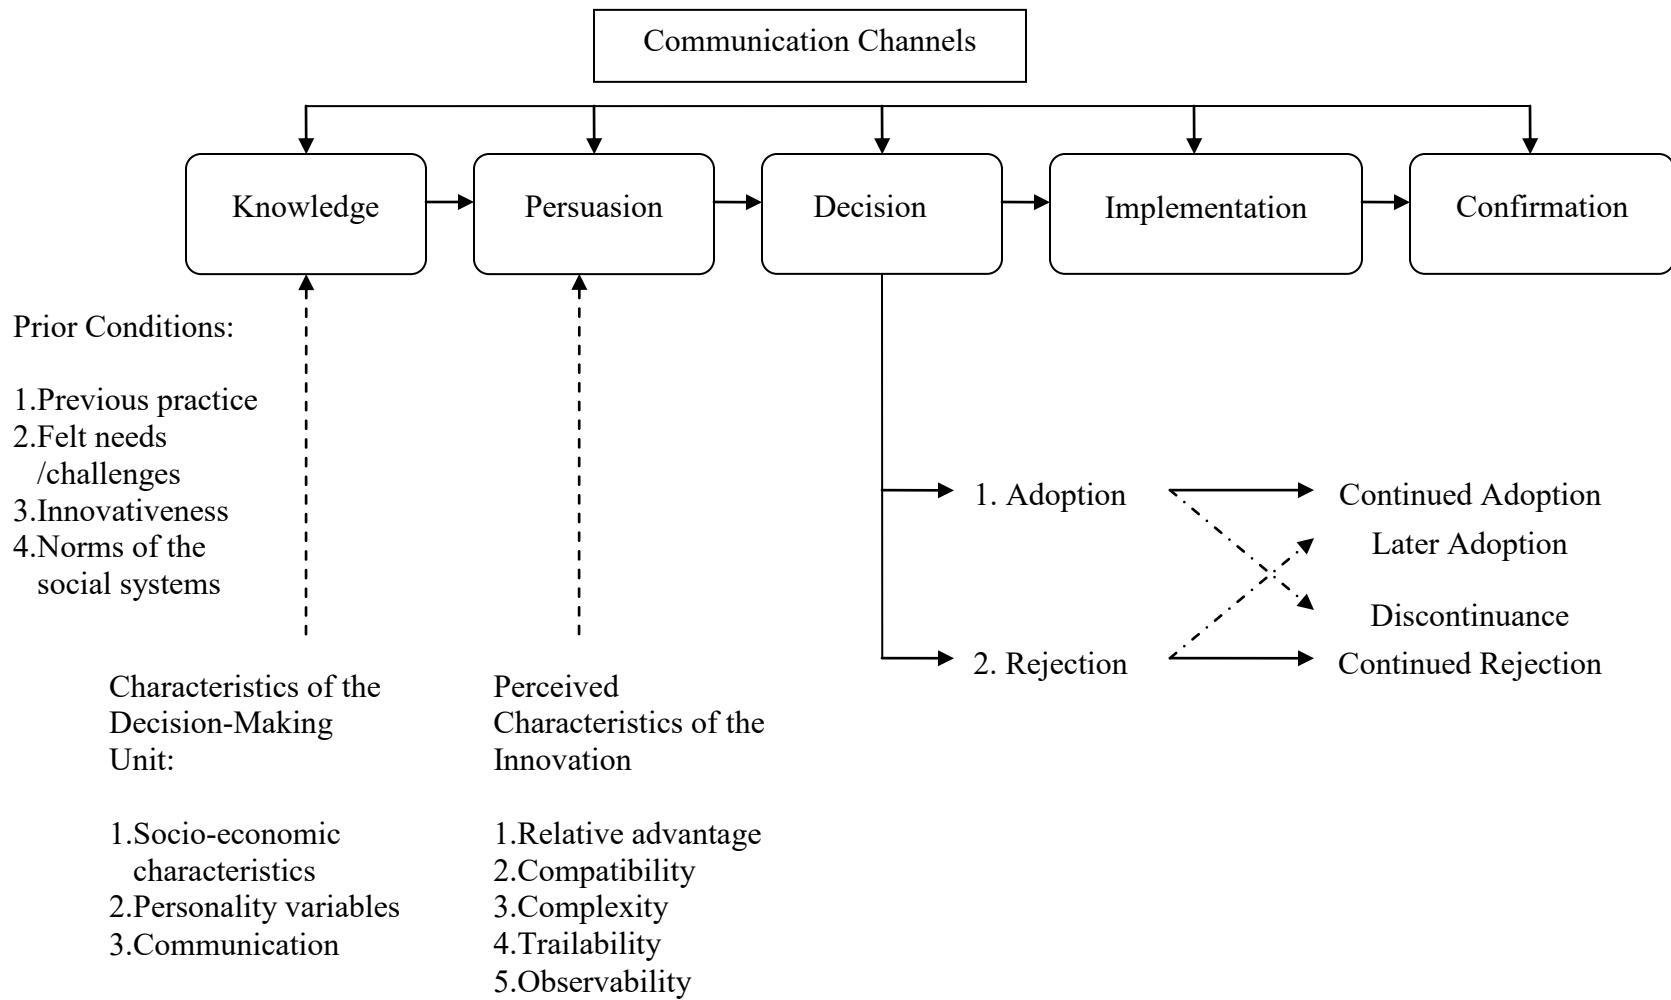 Communication Channels
Knowledge
Persuasion
Decision
Implementation
Confirmation
Prior Conditions:
1.Previous practice
2.Felt needs
/challenges
3.Innovativeness
4.Norms of the
social systems
1. Adoption
Continued Adoption
Later Adoption
Discontinuance
2. Rejection
Continued Rejection
Characteristics of the
Decision-Making
Unit:
1.Socio-economic
characteristics
2.Personality variables
3.Communication
Perceived
Characteristics of the
Innovation
1.Relative advantage
2.Compatibility
3.Complexity
4.Trailability
5.Observability